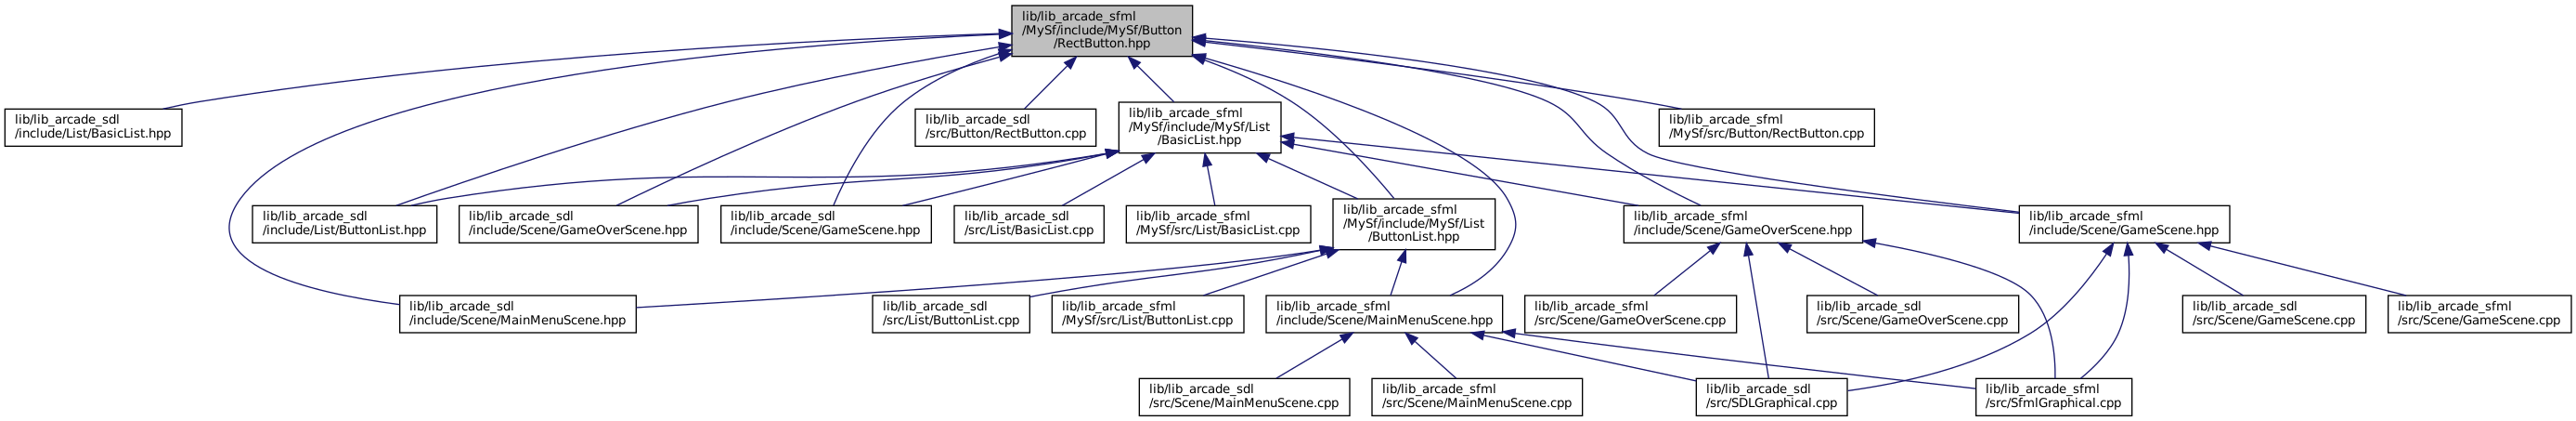 lib/lib_arcade_sfml
/MySf/include/MySf/Button
/RectButton.hpp
lib/lib_arcade_sdl
/include/List/BasicList.hpp
lib/lib_arcade_sdl
/src/Button/RectButton.cpp
lib/lib_arcade_sfml
/MySf/include/MySf/List
/BasicList.hpp
lib/lib_arcade_sfml
/MySf/src/Button/RectButton.cpp
lib/lib_arcade_sdl
/include/List/ButtonList.hpp
lib/lib_arcade_sdl
/include/Scene/GameOverScene.hpp
lib/lib_arcade_sdl
/include/Scene/GameScene.hpp
lib/lib_arcade_sdl
/src/List/BasicList.cpp
lib/lib_arcade_sfml
/MySf/src/List/BasicList.cpp
lib/lib_arcade_sfml
/MySf/include/MySf/List
/ButtonList.hpp
lib/lib_arcade_sfml
/include/Scene/GameOverScene.hpp
lib/lib_arcade_sfml
/include/Scene/GameScene.hpp
lib/lib_arcade_sdl
/include/Scene/MainMenuScene.hpp
lib/lib_arcade_sdl
/src/List/ButtonList.cpp
lib/lib_arcade_sfml
/MySf/src/List/ButtonList.cpp
lib/lib_arcade_sfml
/include/Scene/MainMenuScene.hpp
lib/lib_arcade_sfml
/src/Scene/GameOverScene.cpp
lib/lib_arcade_sdl
/src/Scene/GameOverScene.cpp
lib/lib_arcade_sdl
/src/Scene/GameScene.cpp
lib/lib_arcade_sfml
/src/Scene/GameScene.cpp
lib/lib_arcade_sdl
/src/Scene/MainMenuScene.cpp
lib/lib_arcade_sfml
/src/Scene/MainMenuScene.cpp
lib/lib_arcade_sdl
/src/SDLGraphical.cpp
lib/lib_arcade_sfml
/src/SfmlGraphical.cpp